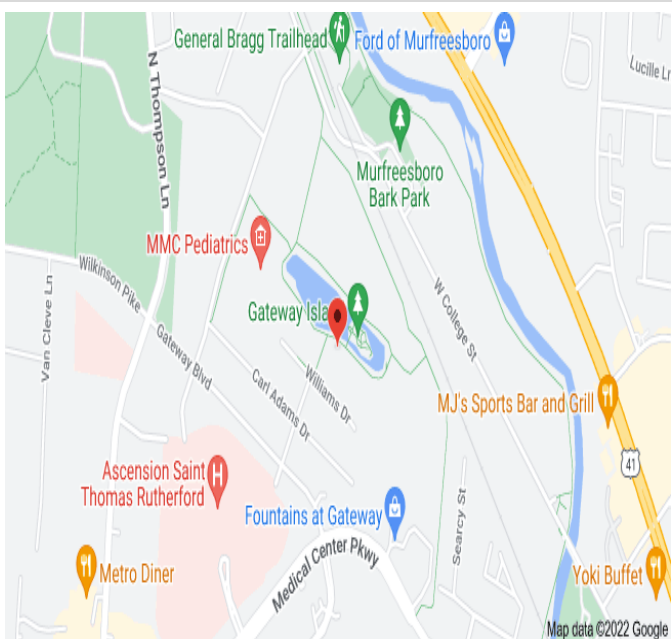 General Bragg Trailhead
Ford of Murfreesboro
Lucille Ln
N Thompson Ln
Murfreesboro
Bark Park
MMC Pediatrics
Wilkinson Pike
Van Cleve Ln
Gateway Blvd
Gateway Isla
W College St
Williams Dr
Carl Adams Dr
MJ's Sports Bar and Grill
41
Ascension Saint
Thomas Rutherford
H
Fountains at Gateway
Searcy St
Medical Center Pkwy
Metro Diner
Yoki Buffet
Map data ©2022 Google